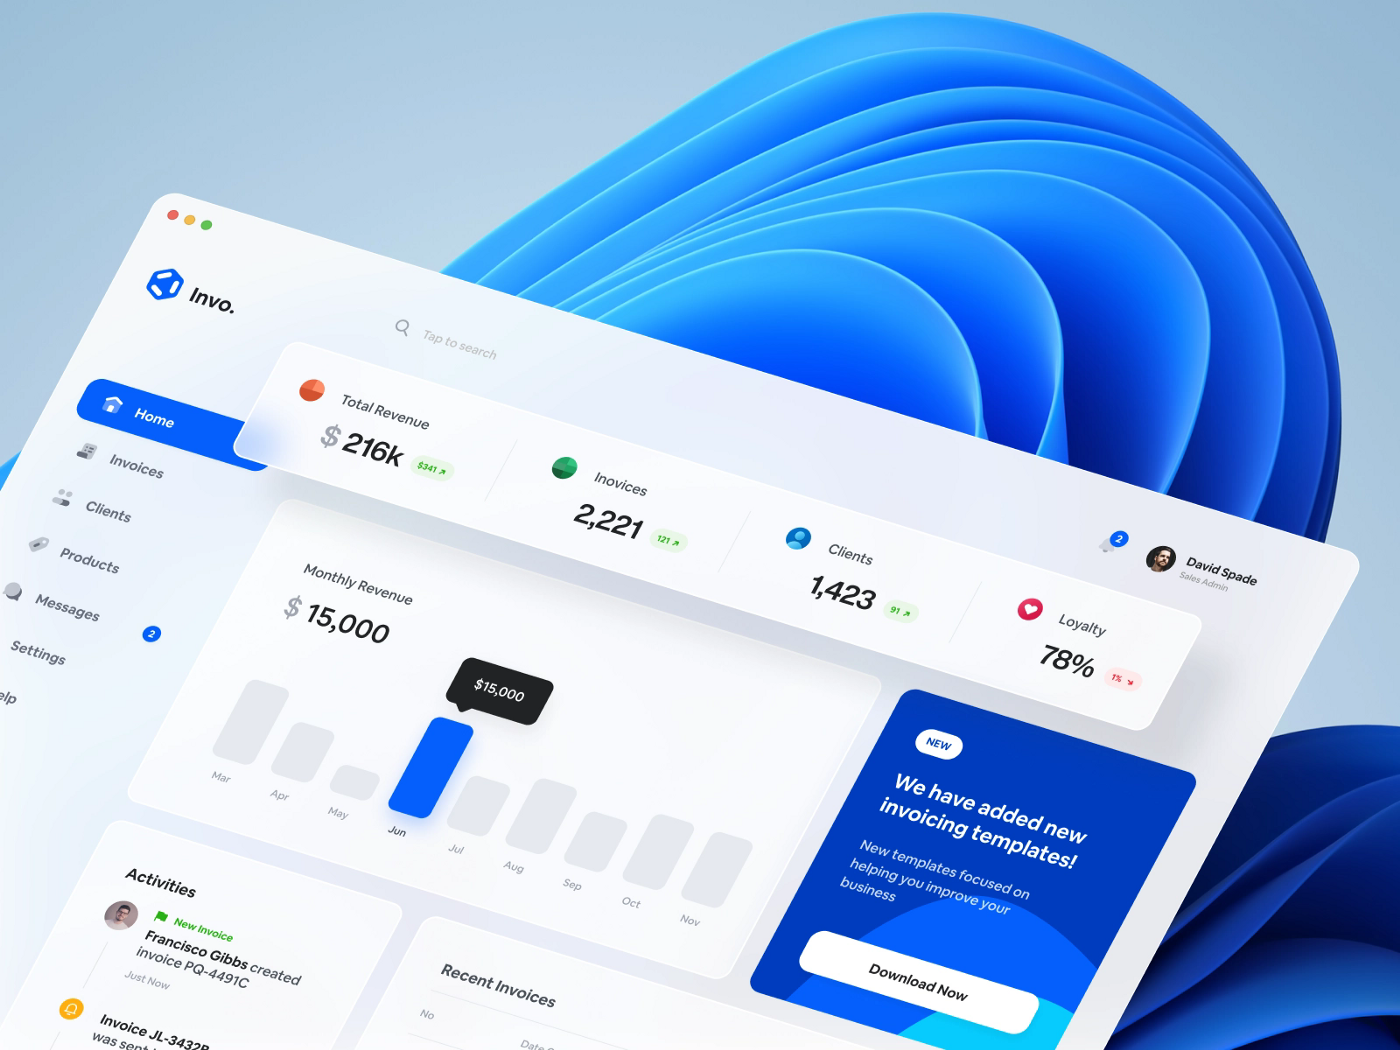 Invo.
Tap to search
2
David Spade
Sales Admin
Home
Invoices
Clients
Products
Messages
2
Settings
elp
Total Revenue
$ 216k
$341
Inovices
2,221
121
Clients
1,423
91
Loyalty
78%
1%
Monthly Revenue
$ 15,000
$15,000
Mar
Apr
May
Jun
Jul
Aug
Sep
Oct
Nov
NEW
We have added new
invoicing templates!
New templates focused on
helping you improve your
business
Download Now
Activities
New Invoice
Francisco Gibbs created
invoice PQ-4491C
Just Now
Invoice JL-3432B
was sent
Recent Invoices
No
Date